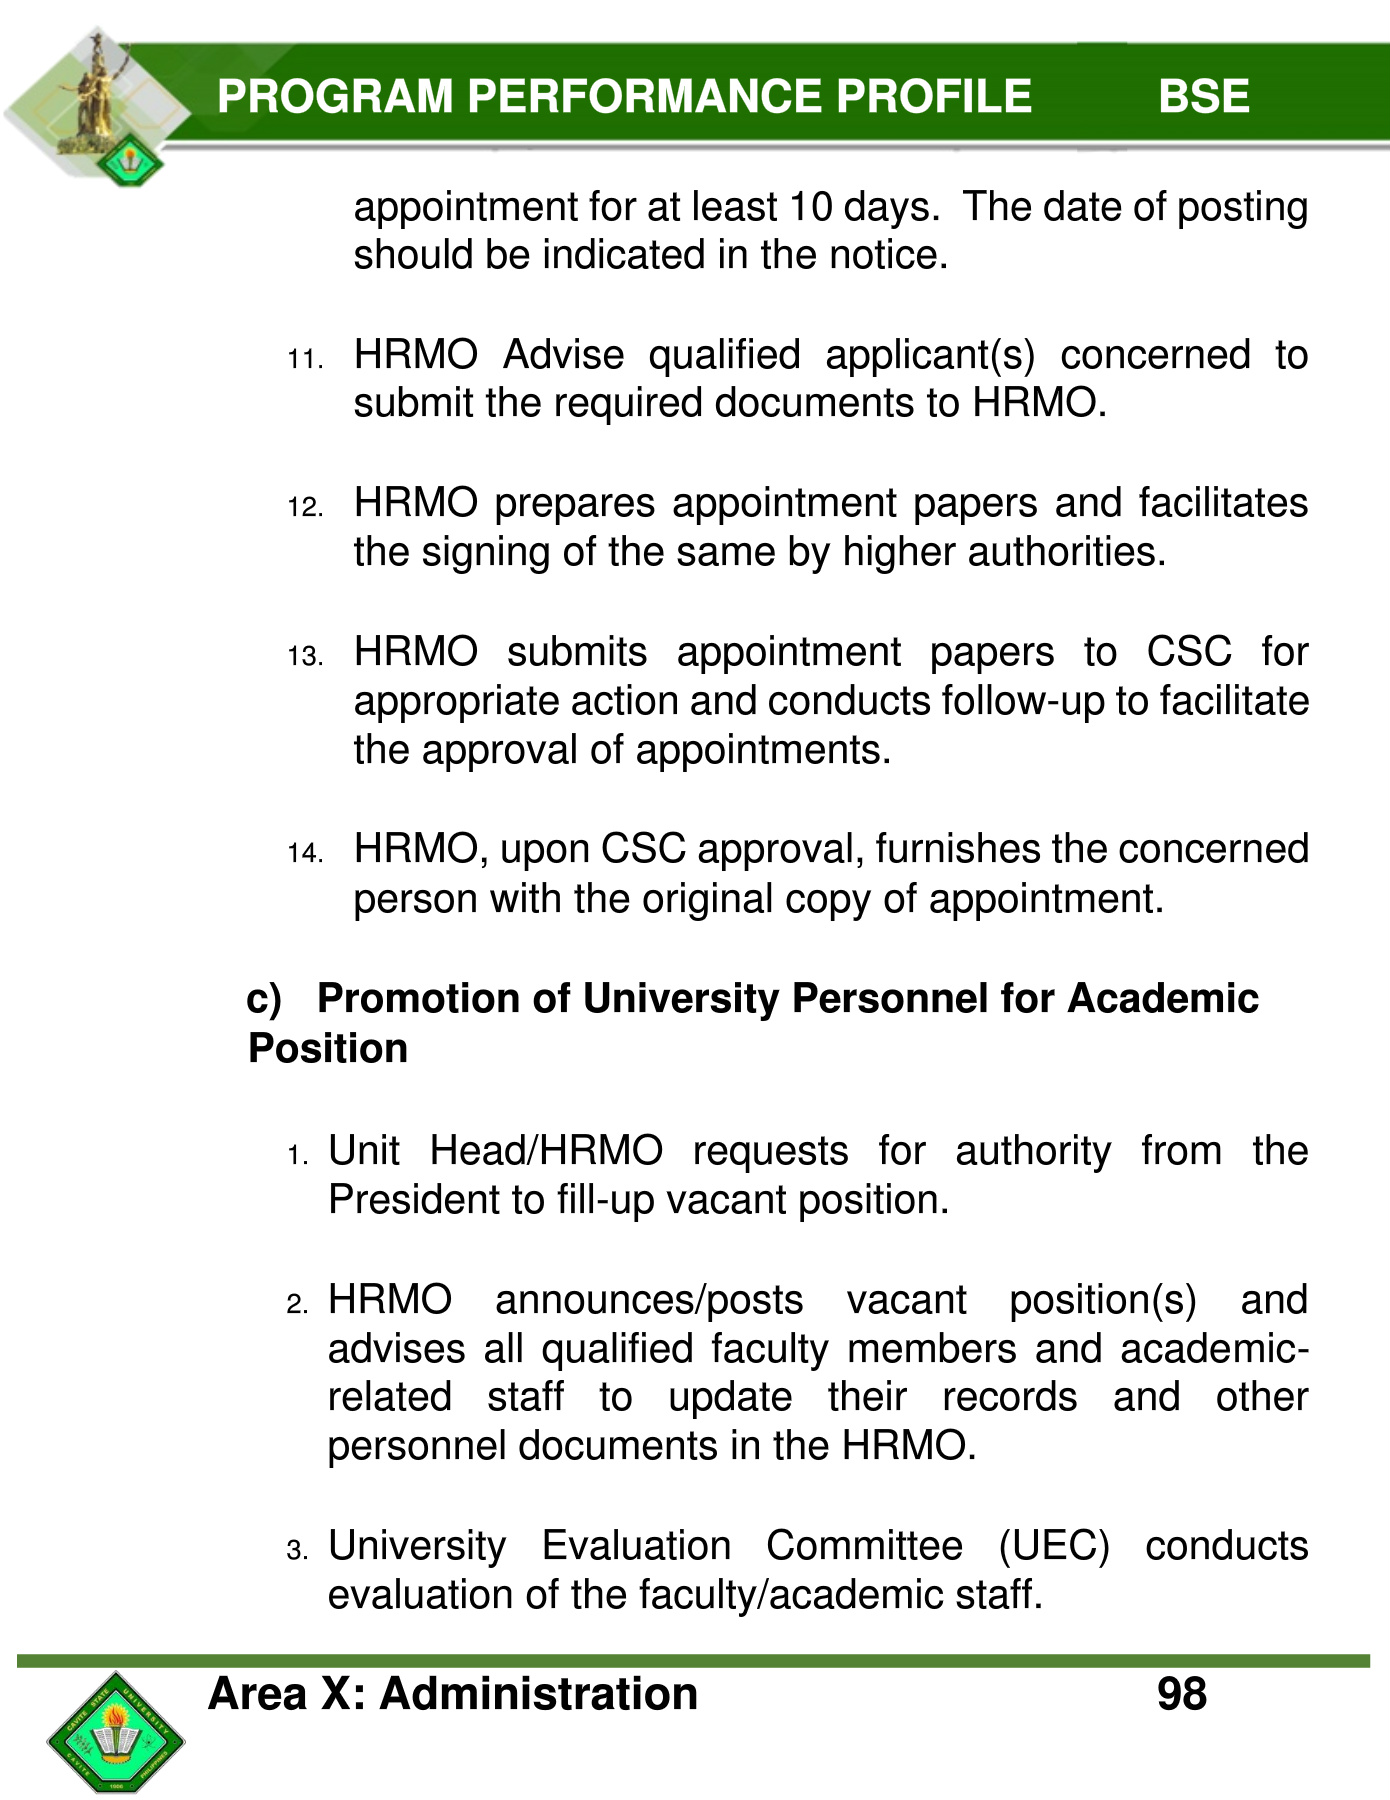 PROGRAM PERFORMANCE PROFILE BSE
appointment for at least 10 days. The date of posting
should be indicated in the notice.
11. HRMO Advise qualified applicant(s) concerned to
submit the required documents to HRMO.
12. HRMO prepares appointment papers and facilitates
the signing of the same by higher authorities.
13. HRMO submits appointment papers to CSC for
appropriate action and conducts follow-up to facilitate
the approval of appointments.
14. HRMO, upon CSC approval, furnishes the concerned
person with the original copy of appointment.
c) Promotion of University Personnel for Academic
Position
1. Unit Head/HRMO requests for authority from the
President to fill-up vacant position.
2. HRMO announces/posts vacant position(s) and
advises all qualified faculty members and academic-
related staff to update their records and other
personnel documents in the HRMO.
3. University Evaluation Committee (UEC) conducts
evaluation of the faculty/academic staff.
Area X: Administration 98
CAVITE STATE UNIVERSITY
CAVITE PHILIPPINES